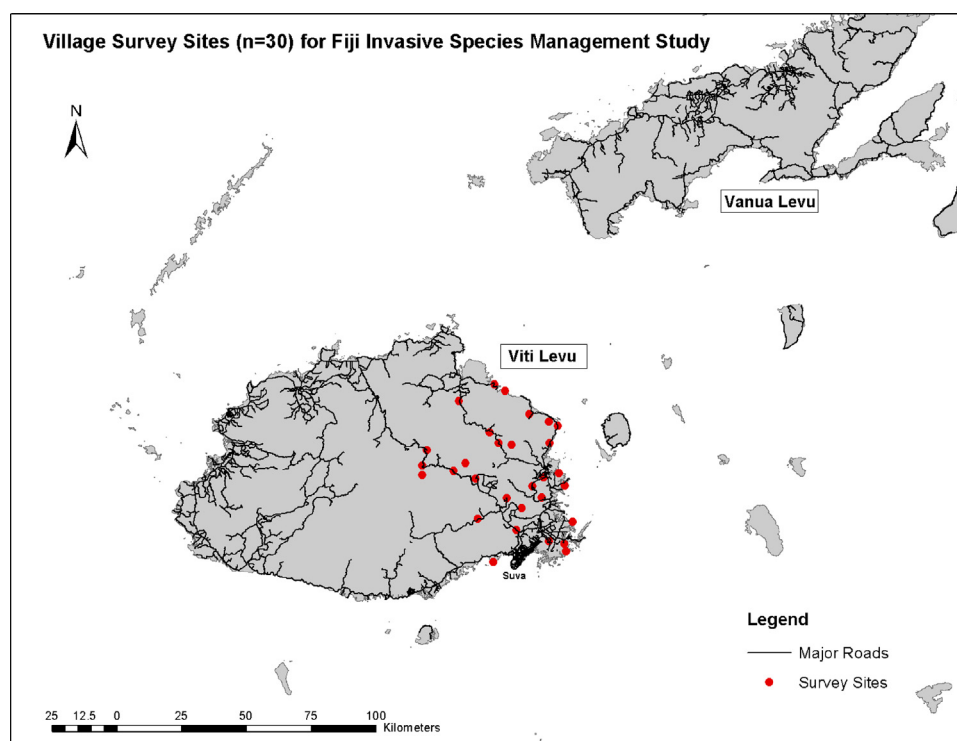 Village Survey Sites (n=30) for Fiji Invasive Species Management Study
N
Vanua Levu
Viti Levu
Suva
Legend
Major Roads
Survey Sites
25 12.5 0 25 50 75 100
Kilometers